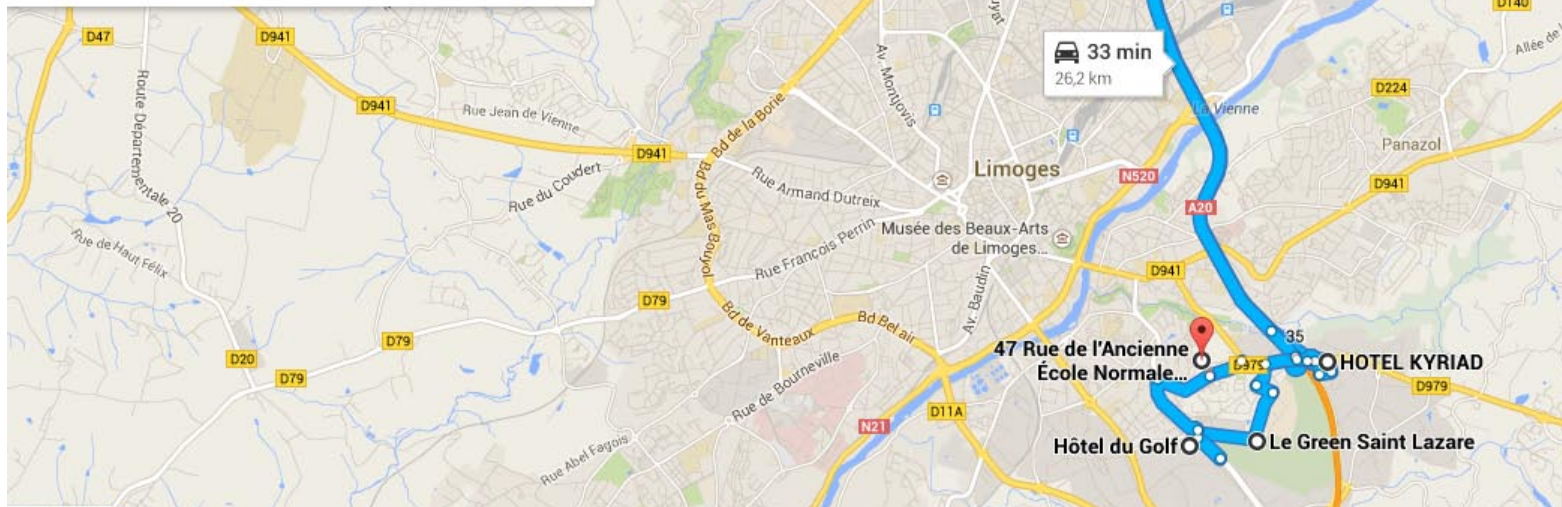 D47
D941
D140
Allée de
uyat
33 min
26,2 km
Av. Montjovis
La Vienne
D224
Route Départementale 20
D941
Rue Jean de Vienne
Bd de la Borie
Panazol
D941
Limoges
N520
D941
Rue du Coudert
Rue Armand Dutreix
A20
Bd du Mas Bouyol
Rue François Perrin
Musée des Beaux-Arts
de Limoges...
Rue de Haut Félix
D941
D79
Av. Baudin
Bd de Vanteaux
Bd Bel air
35
D79
D20
D79
47 Rue de l'Ancienne
École Normale...
D979
HOTEL KYRIAD
D979
Rue de Bourneville
D11A
N21
Rue Abel Fagois
Hôtel du Golf
Le Green Saint Lazare